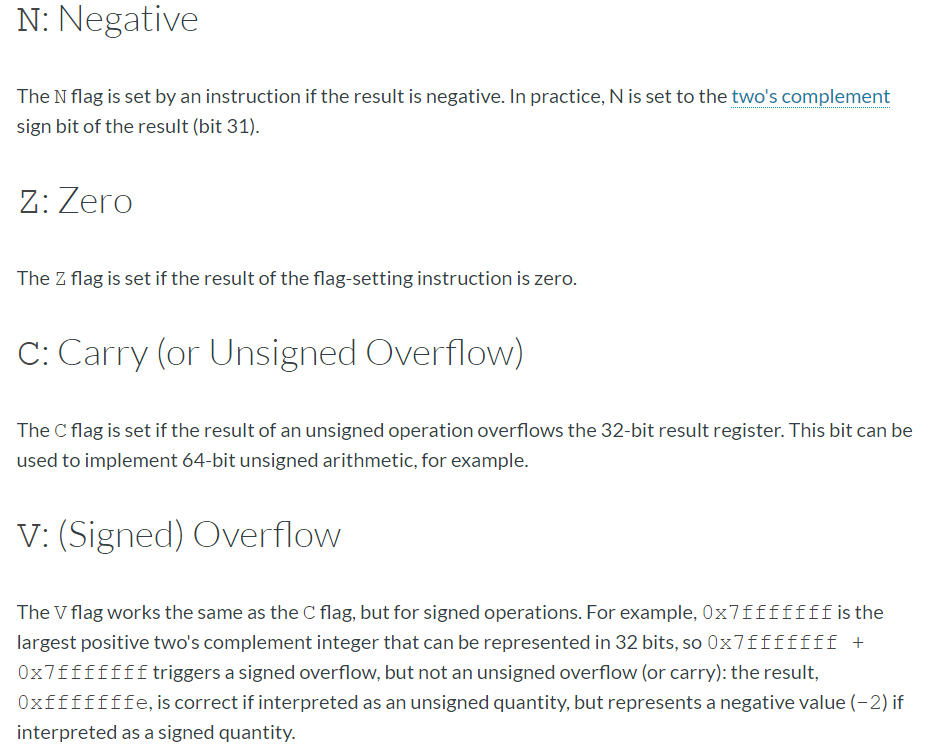 N: Negative
The N flag is set by an instruction if the result is negative. In practice, N is set to the two's complement
sign bit of the result (bit 31).
Z: Zero
The Z flag is set if the result of the flag-setting instruction is zero.
C: Carry (or Unsigned Overflow)
The C flag is set if the result of an unsigned operation overflows the 32-bit result register. This bit can be
used to implement 64-bit unsigned arithmetic, for example.
V: (Signed) Overflow
The V flag works the same as the C flag, but for signed operations. For example, 0x7fffffff is the
largest positive two's complement integer that can be represented in 32 bits, so 0x7fffffff +
0x7fffffff triggers a signed overflow, but not an unsigned overflow (or carry): the result,
0xfffffffe, is correct if interpreted as an unsigned quantity, but represents a negative value (-2) if
interpreted as a signed quantity.